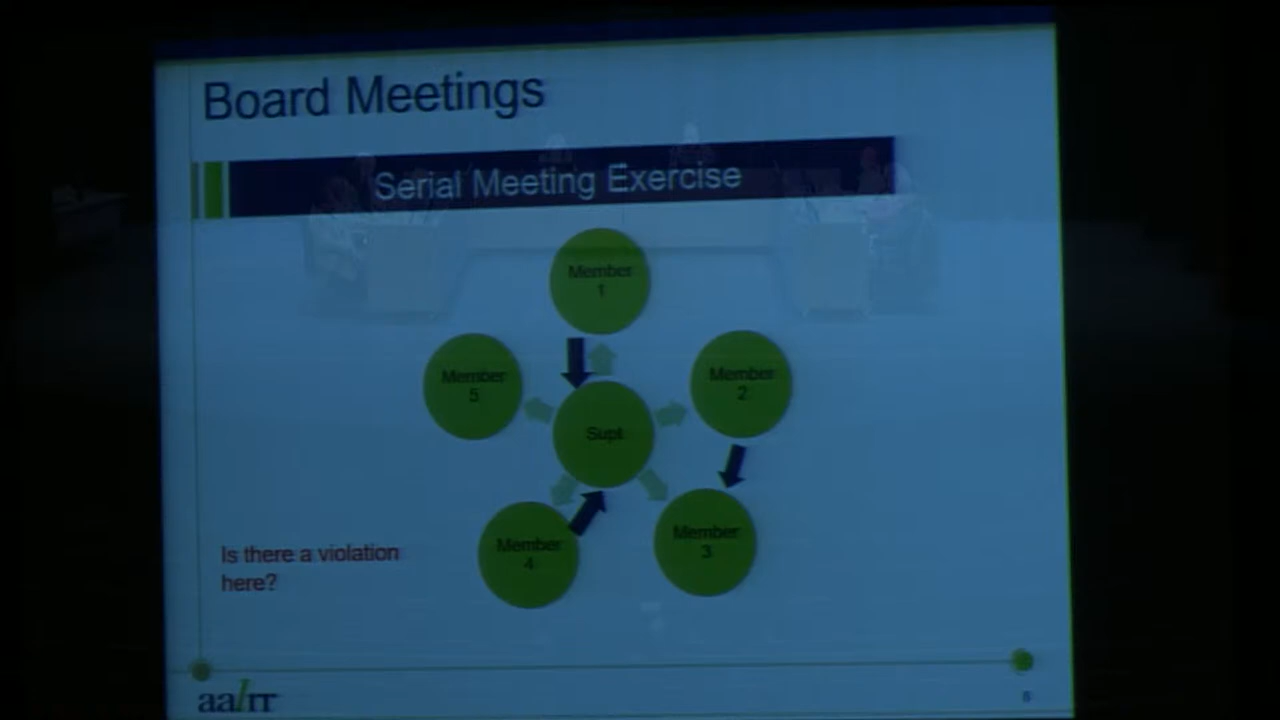 Board Meetings
Serial Meeting Exercise
Member
1
Member
5
Member
2
Supt
Member
4
Member
3
Is there a violation
here?
aalrr